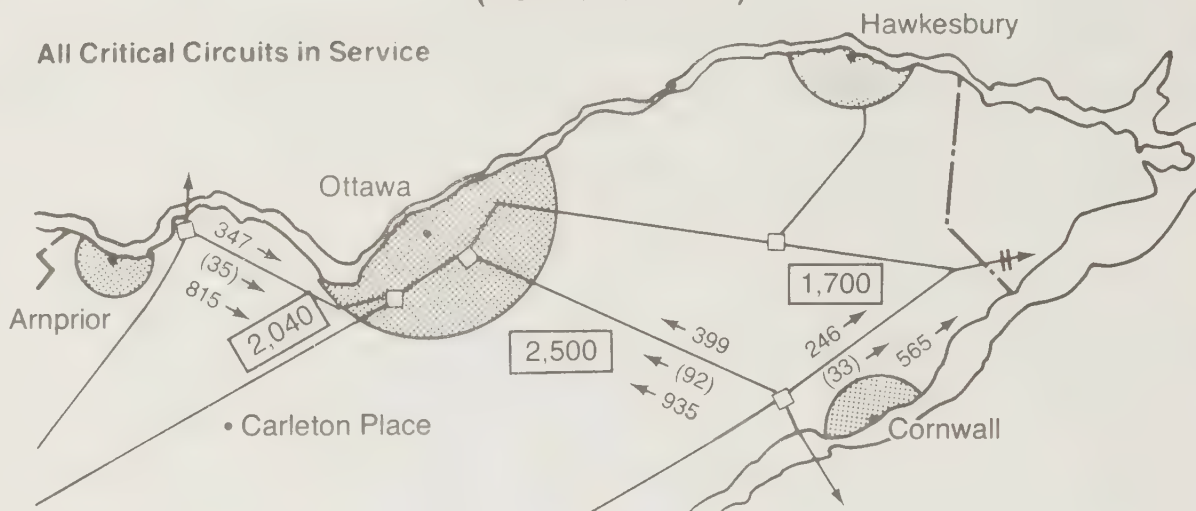 Hawkesbury
All Critical Circuits in Service
Ottawa
347
(35)
815
2,040
Arnprior
1,700
2,500
399
(92)
935
246
(33)
565
• Carleton Place
Cornwall